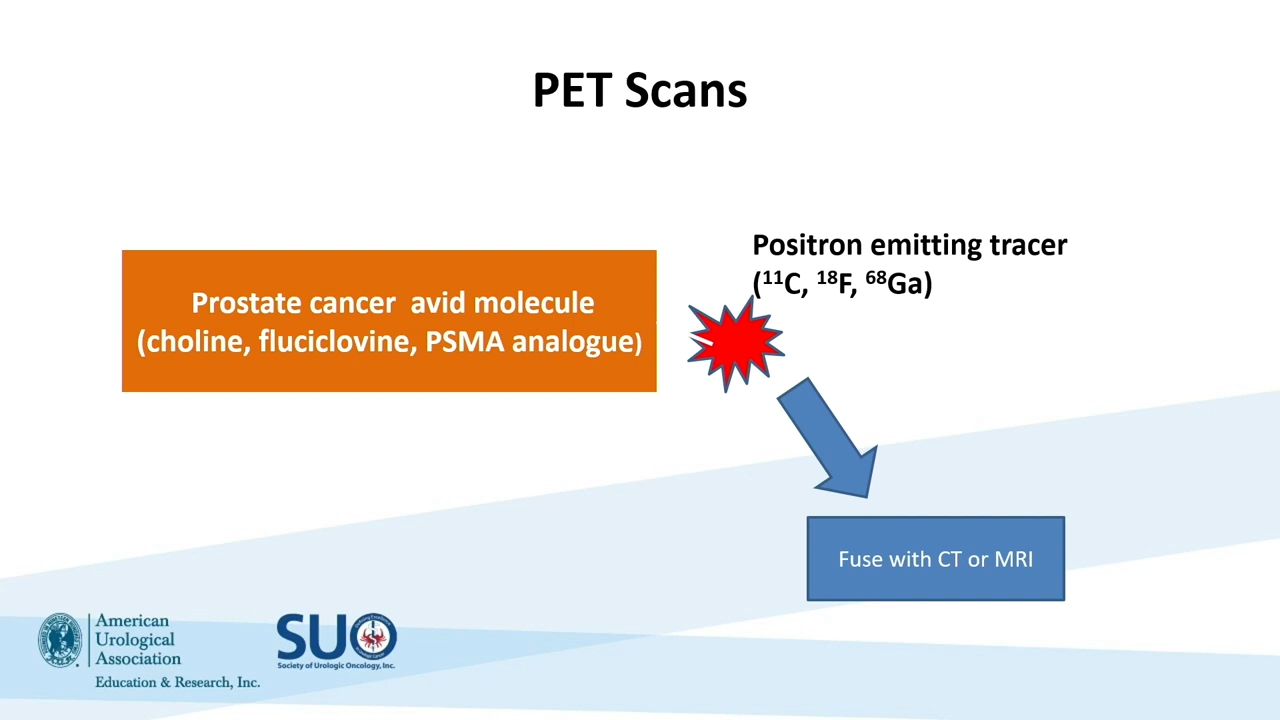 PET Scans
Positron emitting tracer
(¹¹C, ¹⁸F, ⁶⁸Ga)
Prostate cancer avid molecule
(choline, fluciclovine, PSMA analogue)
Fuse with CT or MRI
American
Urological
Association
Education & Research, Inc.
SUO
Society of Urologic Oncology, Inc.